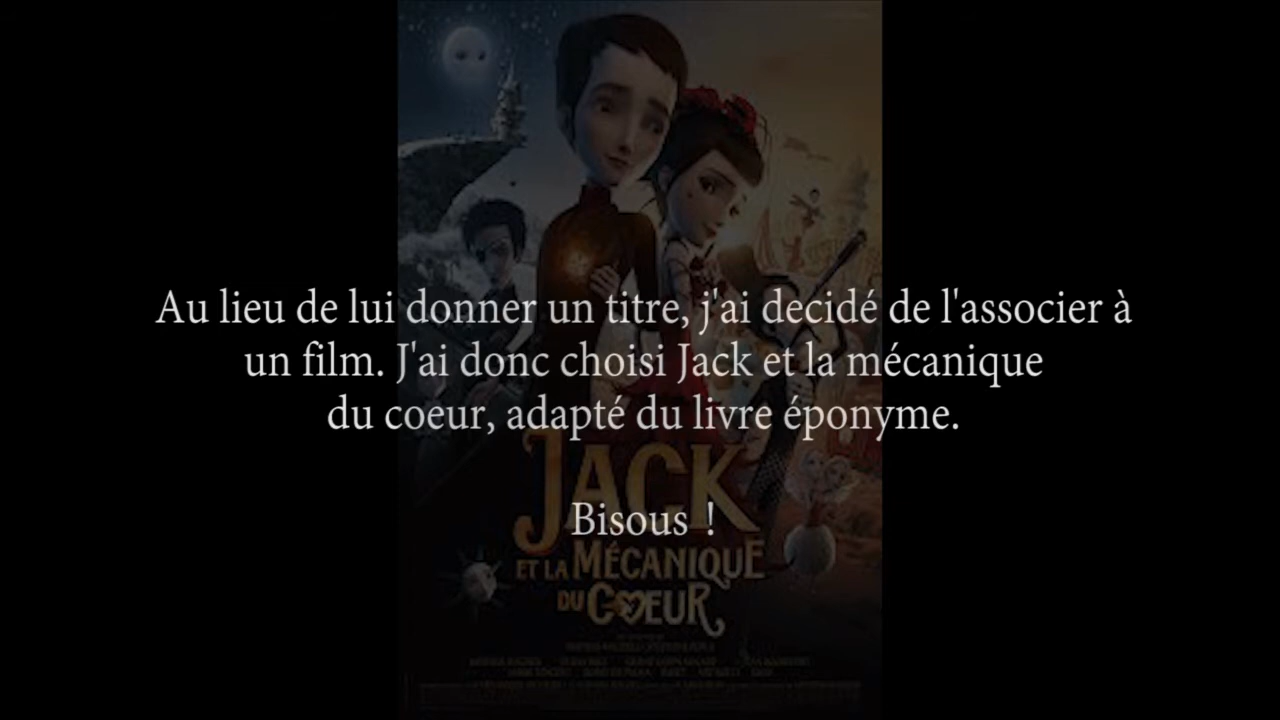 Au lieu de lui donner un titre, j'ai decidé de l'associer à
un film. J'ai donc choisi Jack et la mécanique
du coeur, adapté du livre éponyme.
Bisous !
JACK
ET LA MÉCANIQUE
DU CŒUR